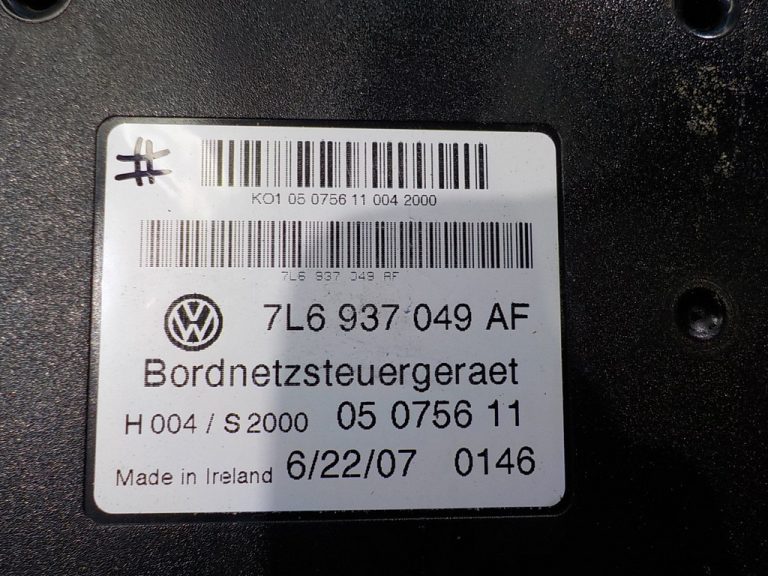 #
KO1 05 0756 11 004 2000
7L6 937 049 AF
VW 7L6 937 049 AF
Bordnetzsteuergeraet
H 004 / S 2000 05 0756 11
Made in Ireland 6/22/07 0146